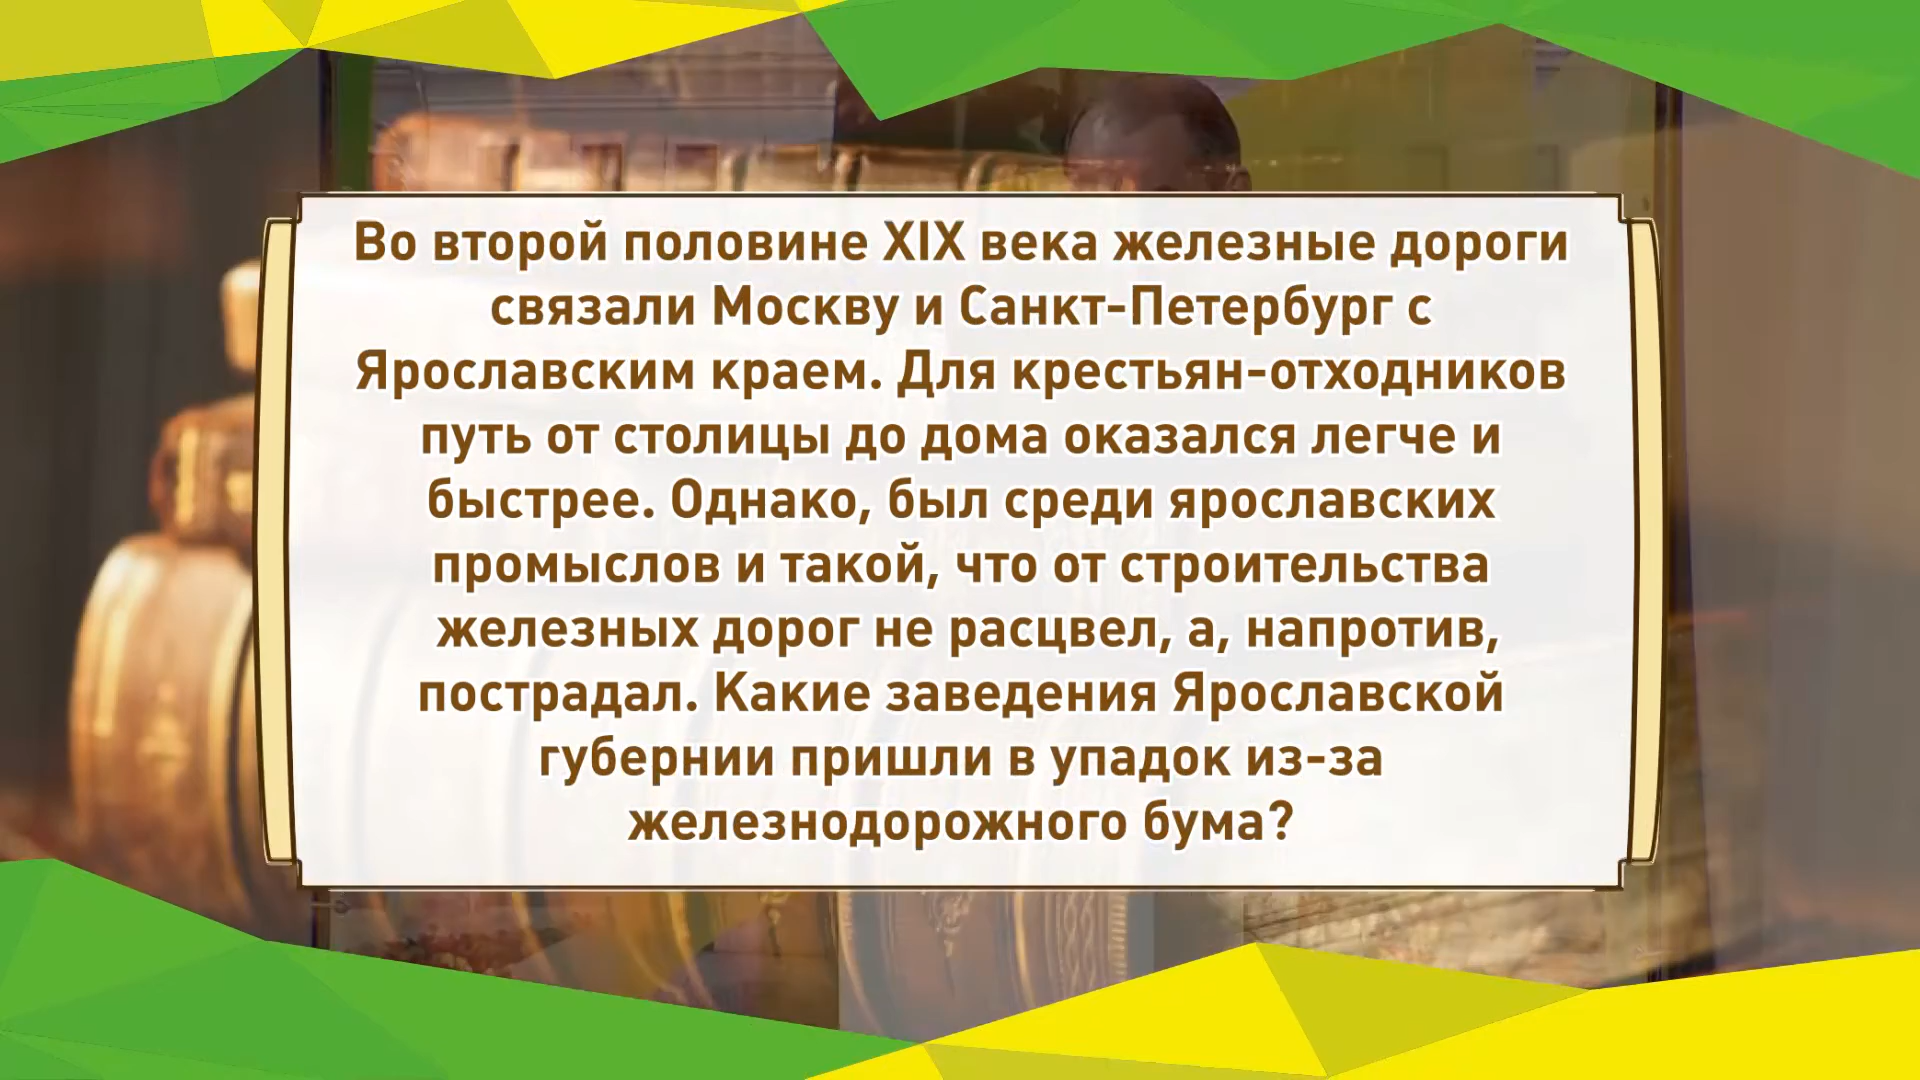 Во второй половине XIX века железные дороги
связали Москву и Санкт-Петербург с
Ярославским краем. Для крестьян-отходников
путь от столицы до дома оказался легче и
быстрее. Однако, был среди ярославских
промыслов и такой, что от строительства
железных дорог не расцвел, а, напротив,
пострадал. Какие заведения Ярославской
губернии пришли в упадок из-за
железнодорожного бума?